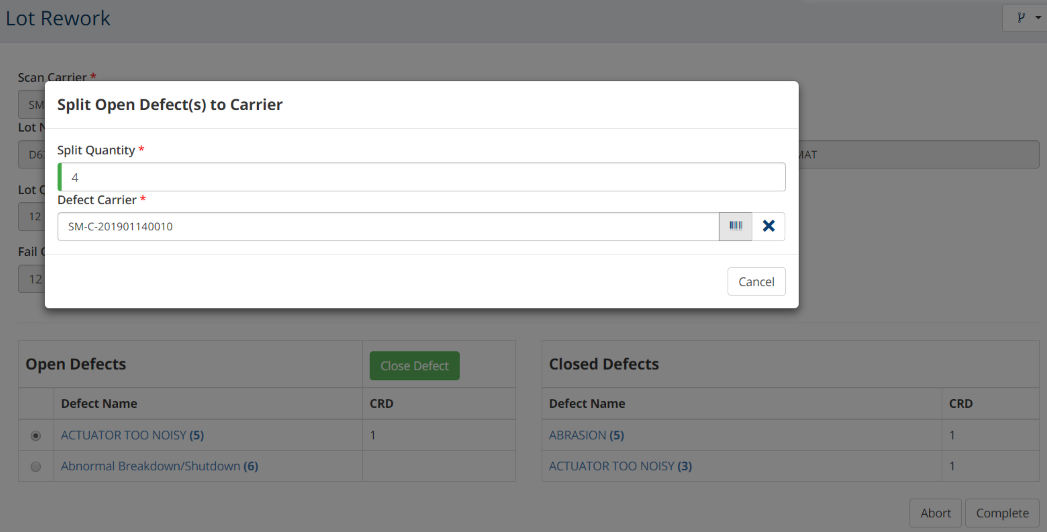 Lot Rework
Scan Carrier *
SM
Split Open Defect(s) to Carrier
Lot N
D6
MAT
Split Quantity *
4
Lot
12
Defect Carrier *
SM-C-201901140010
Fail
12
Cancel
Open Defects
Close Defect
Closed Defects
Defect Name CRD
Defect Name CRD
ACTUATOR TOO NOISY (5) 1
ABRASION (5) 1
Abnormal Breakdown/Shutdown (6)
ACTUATOR TOO NOISY (3) 1
Abort
Complete